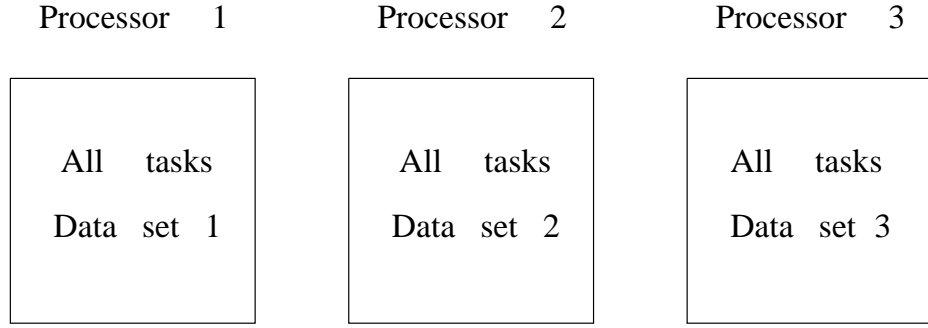 Processor 1 Processor 2 Processor 3
All tasks All tasks All tasks
Data set 1 Data set 2 Data set 3